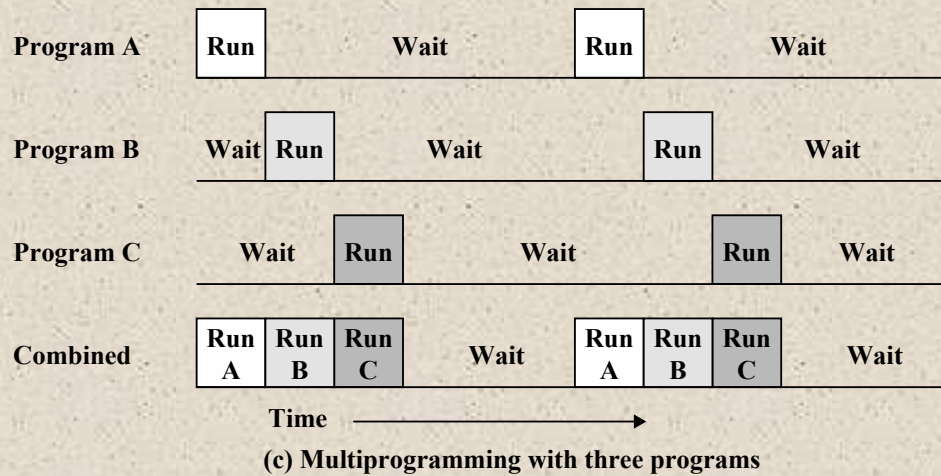 Program A Run Wait Run Wait
Program B Wait Run Wait Run Wait
Program C Wait Run Wait Run Wait
Combined Run A Run B Run C Wait Run A Run B Run C Wait
Time
(c) Multiprogramming with three programs